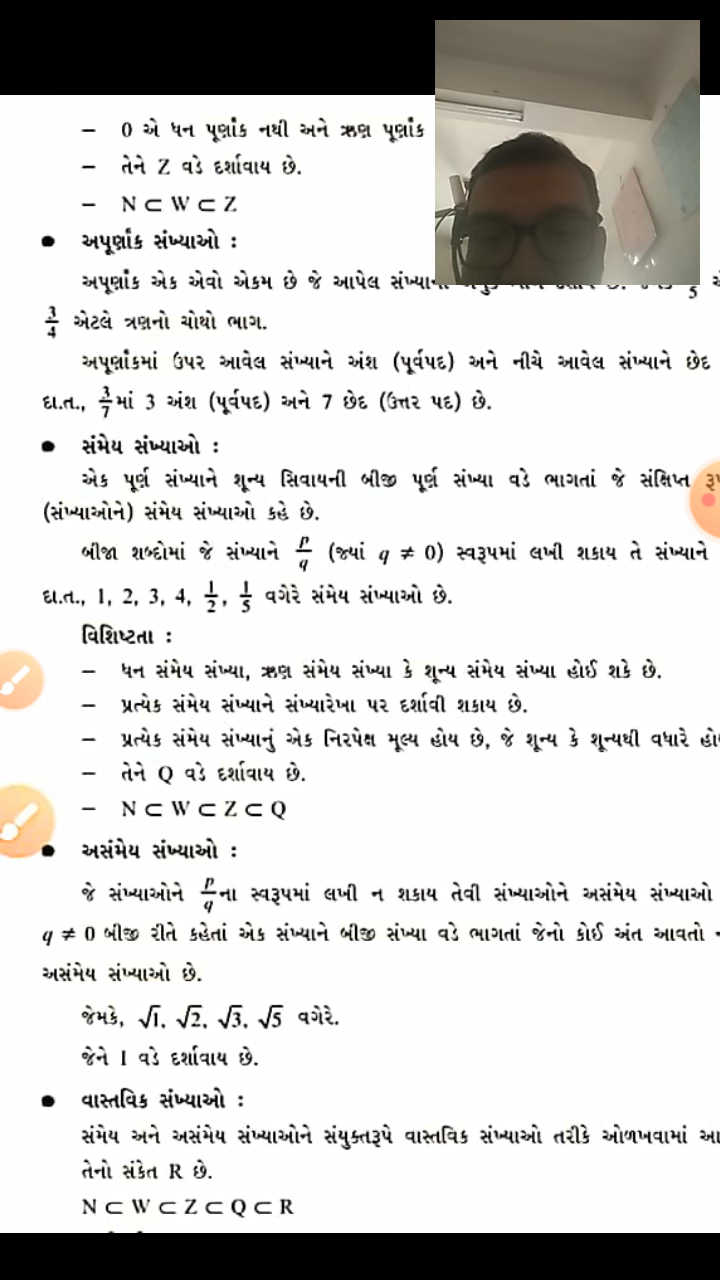 – 0 એ ધન પૂર્ણાંક નથી અને ઋણ પૂર્ણાંક
– તેને Z વડે દર્શાવાય છે.
– N ⊂ W ⊂ Z
● અપૂર્ણાંક સંખ્યાઓ :
અપૂર્ણાંક એક એવો એકમ છે જે આપેલ
3/4 એટલે ત્રણનો ચોથો ભાગ.
અપૂર્ણાંકમાં ઉપર આવેલ સંખ્યાને અંશ (પૂર્વપદ) અને નીચે આવેલ સંખ્યાને છેદ
દા.ત., 3/7માં 3 અંશ (પૂર્વપદ) અને 7 છેદ (ઉત્તર પદ) છે.
● સંમેય સંખ્યાઓ :
એક પૂર્ણ સંખ્યાને શૂન્ય સિવાયની બીજી પૂર્ણ સંખ્યા વડે ભાગતાં જે સંક્ષિપ્ત
(સંખ્યાઓને) સંમેય સંખ્યાઓ કહે છે.
બીજા શબ્દોમાં જે સંખ્યાને p/q (જ્યાં q ≠ 0) સ્વરૂપમાં લખી શકાય તે સંખ્યાને
દા.ત., 1, 2, 3, 4, 1/2, 1/5 વગેરે સંમેય સંખ્યાઓ છે.
વિશિષ્ટતા :
– ધન સંમેય સંખ્યા, ઋણ સંમેય સંખ્યા કે શૂન્ય સંમેય સંખ્યા હોઈ શકે છે.
– પ્રત્યેક સંમેય સંખ્યાને સંખ્યારેખા પર દર્શાવી શકાય છે.
– પ્રત્યેક સંમેય સંખ્યાનું એક નિરપેક્ષ મૂલ્ય હોય છે, જે શૂન્ય કે શૂન્યથી વધારે
– તેને Q વડે દર્શાવાય છે.
– N ⊂ W ⊂ Z ⊂ Q
● અસંમેય સંખ્યાઓ :
જે સંખ્યાઓને p/qના સ્વરૂપમાં લખી ન શકાય તેવી સંખ્યાઓને અસંમેય સંખ્યાઓ
q ≠ 0 બીજી રીતે કહેતાં એક સંખ્યાને બીજી સંખ્યા વડે ભાગતાં જેનો કોઈ અંત આવતો
અસંમેય સંખ્યાઓ છે.
જેમકે, √1, √2, √3, √5 વગેરે.
જેને I વડે દર્શાવાય છે.
● વાસ્તવિક સંખ્યાઓ :
સંમેય અને અસંમેય સંખ્યાઓને સંયુક્તરૂપે વાસ્તવિક સંખ્યાઓ તરીકે ઓળખવામાં
તેનો સંકેત R છે.
N ⊂ W ⊂ Z ⊂ Q ⊂ R